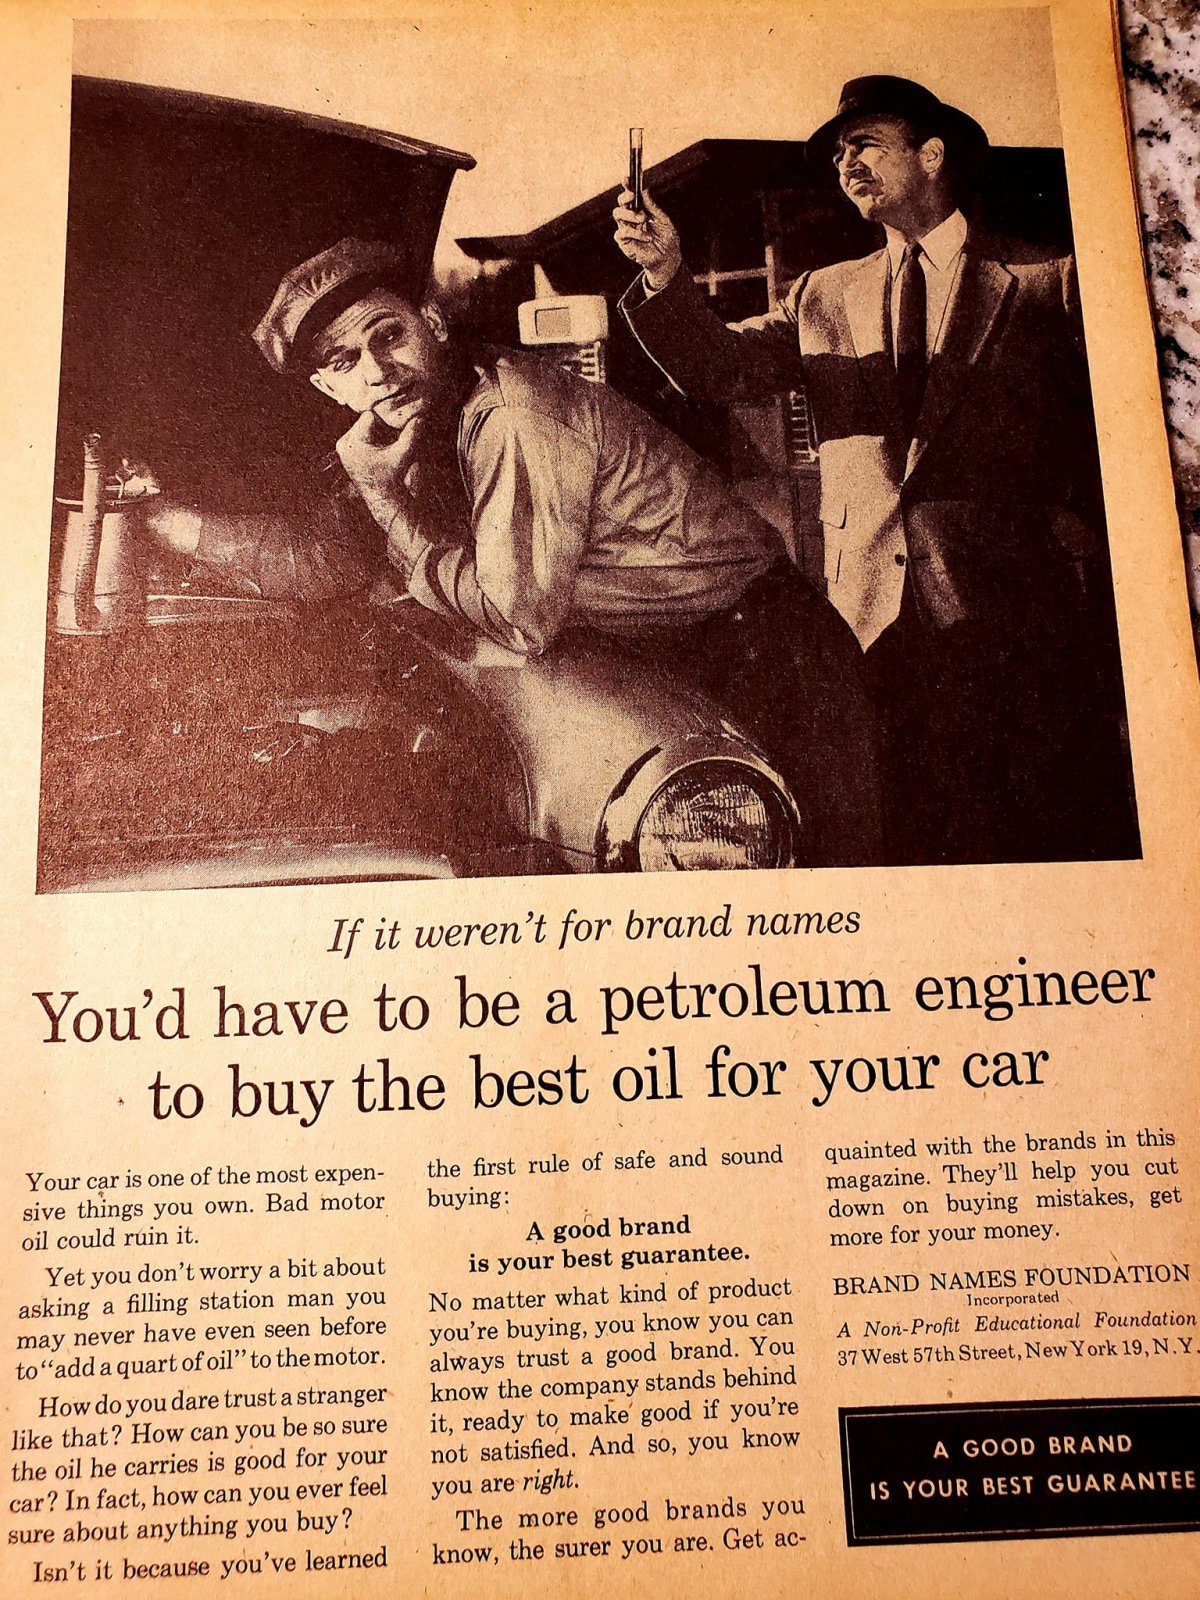 If it weren't for brand names
You'd have to be a petroleum engineer
to buy the best oil for your car
Your car is one of the most expen-
sive things you own. Bad motor
oil could ruin it.
Yet you don't worry a bit about
asking a filling station man you
may never have even seen before
to “add a quart of oil” to the motor.
How do you dare trust a stranger
like that? How can you be so sure
the oil he carries is good for your
car? In fact, how can you ever feel
sure about anything you buy?
Isn't it because you've learned
the first rule of safe and sound
buying:
A good brand
is your best guarantee.
No matter what kind of product
you're buying, you know you can
always trust a good brand. You
know the company stands behind
it, ready to make good if you're
not satisfied. And so, you know
you are right.
The more good brands you
know, the surer you are. Get ac-
quainted with the brands in this
magazine. They'll help you cut
down on buying mistakes, get
more for your money.
BRAND NAMES FOUNDATION
Incorporated
A Non-Profit Educational Foundation
37 West 57th Street, New York 19, N.Y.
A GOOD BRAND
IS YOUR BEST GUARANTEE